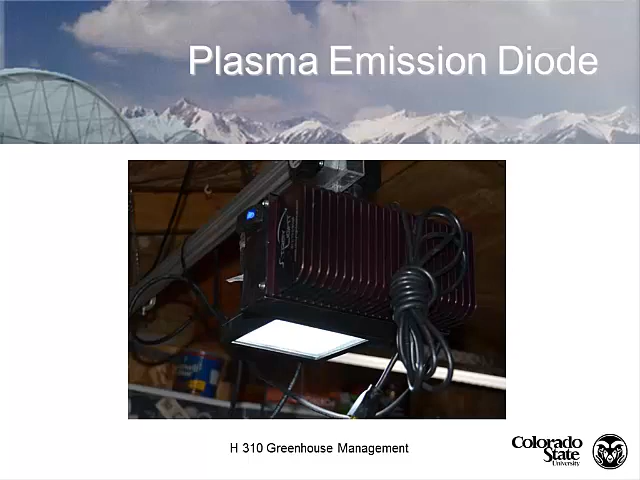 Plasma Emission Diode
H 310 Greenhouse Management
Colorado
State
University